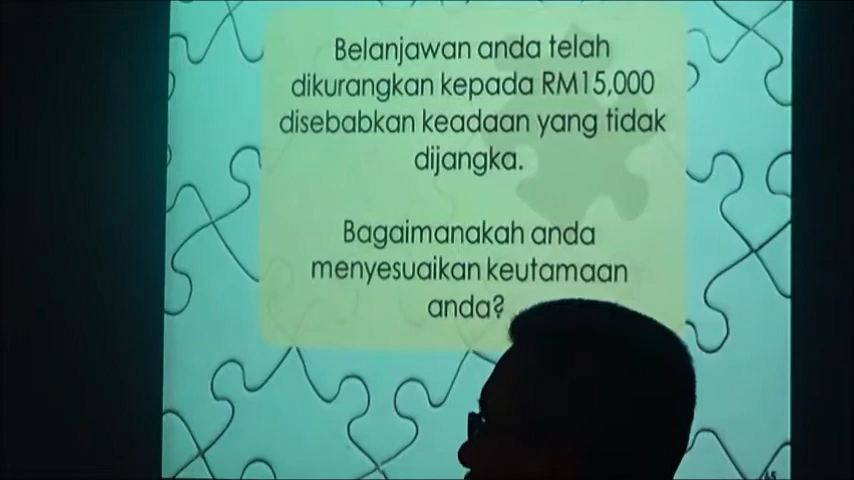 Belanjawan anda telah
dikurangkan kepada RM15,000
disebabkan keadaan yang tidak
dijangka.
Bagaimanakah anda
menyesuaikan keutamaan
anda?